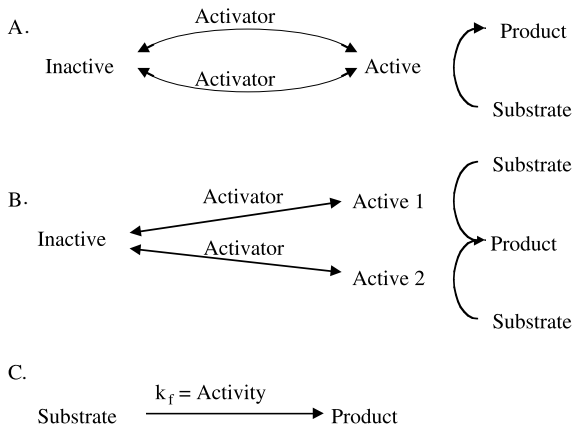 A.
Activator
Product
Inactive
Active
Activator
Substrate
Substrate
B.
Activator
Active 1
Inactive
Product
Activator
Active 2
Substrate
C.
kf = Activity
Substrate
Product